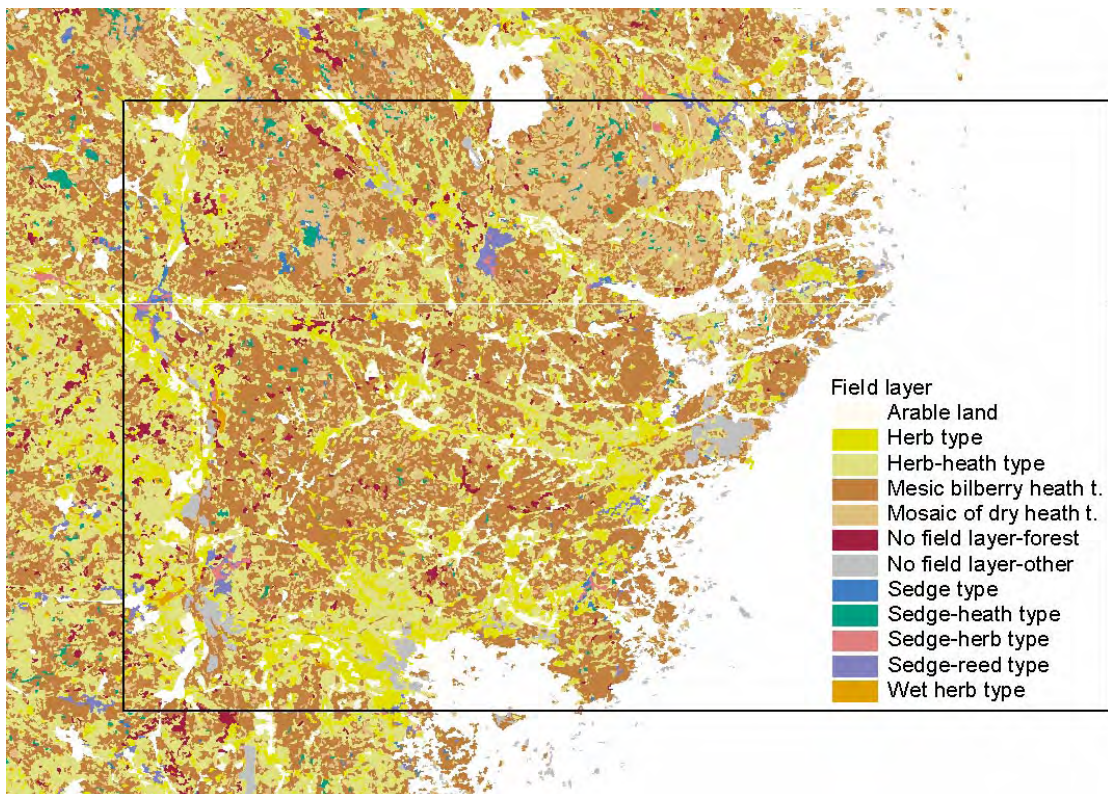 Field layer
Arable land
Herb type
Herb-heath type
Mesic bilberry heath t.
Mosaic of dry heath t.
No field layer-forest
No field layer-other
Sedge type
Sedge-heath type
Sedge-herb type
Sedge-reed type
Wet herb type